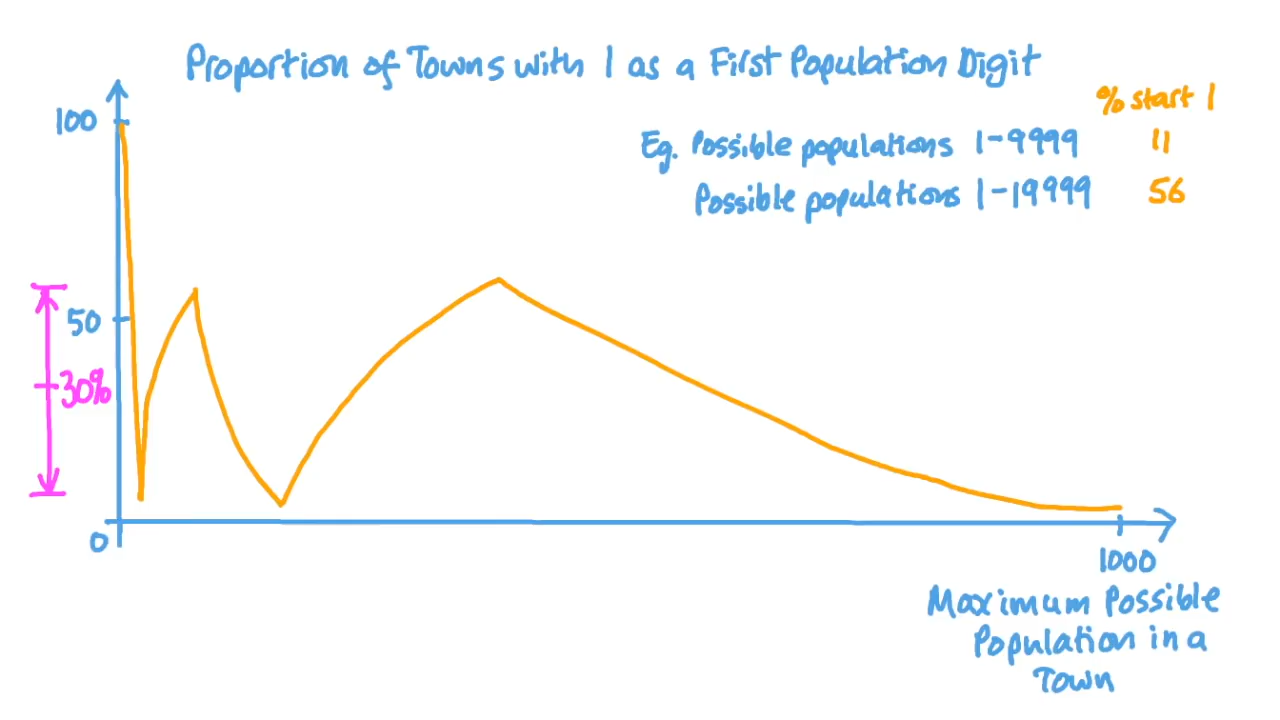 Proportion of Towns with 1 as a First Population Digit
% start 1
Eg. Possible populations 1-9999 11
Possible populations 1-19999 56
100
50
30%
0
1000
Maximum Possible
Population in a
Town